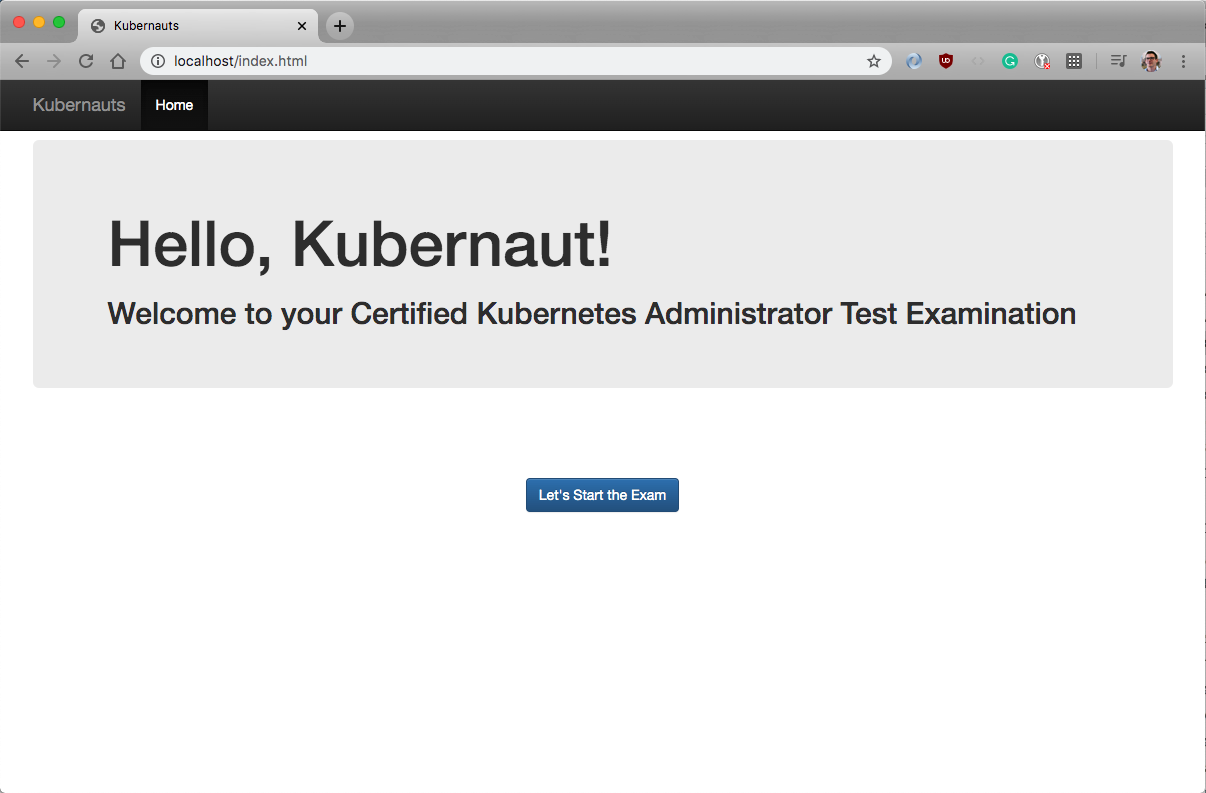 Kubernauts
localhost/index.html
Kubernauts Home
Hello, Kubernaut!
Welcome to your Certified Kubernetes Administrator Test Examination
Let's Start the Exam